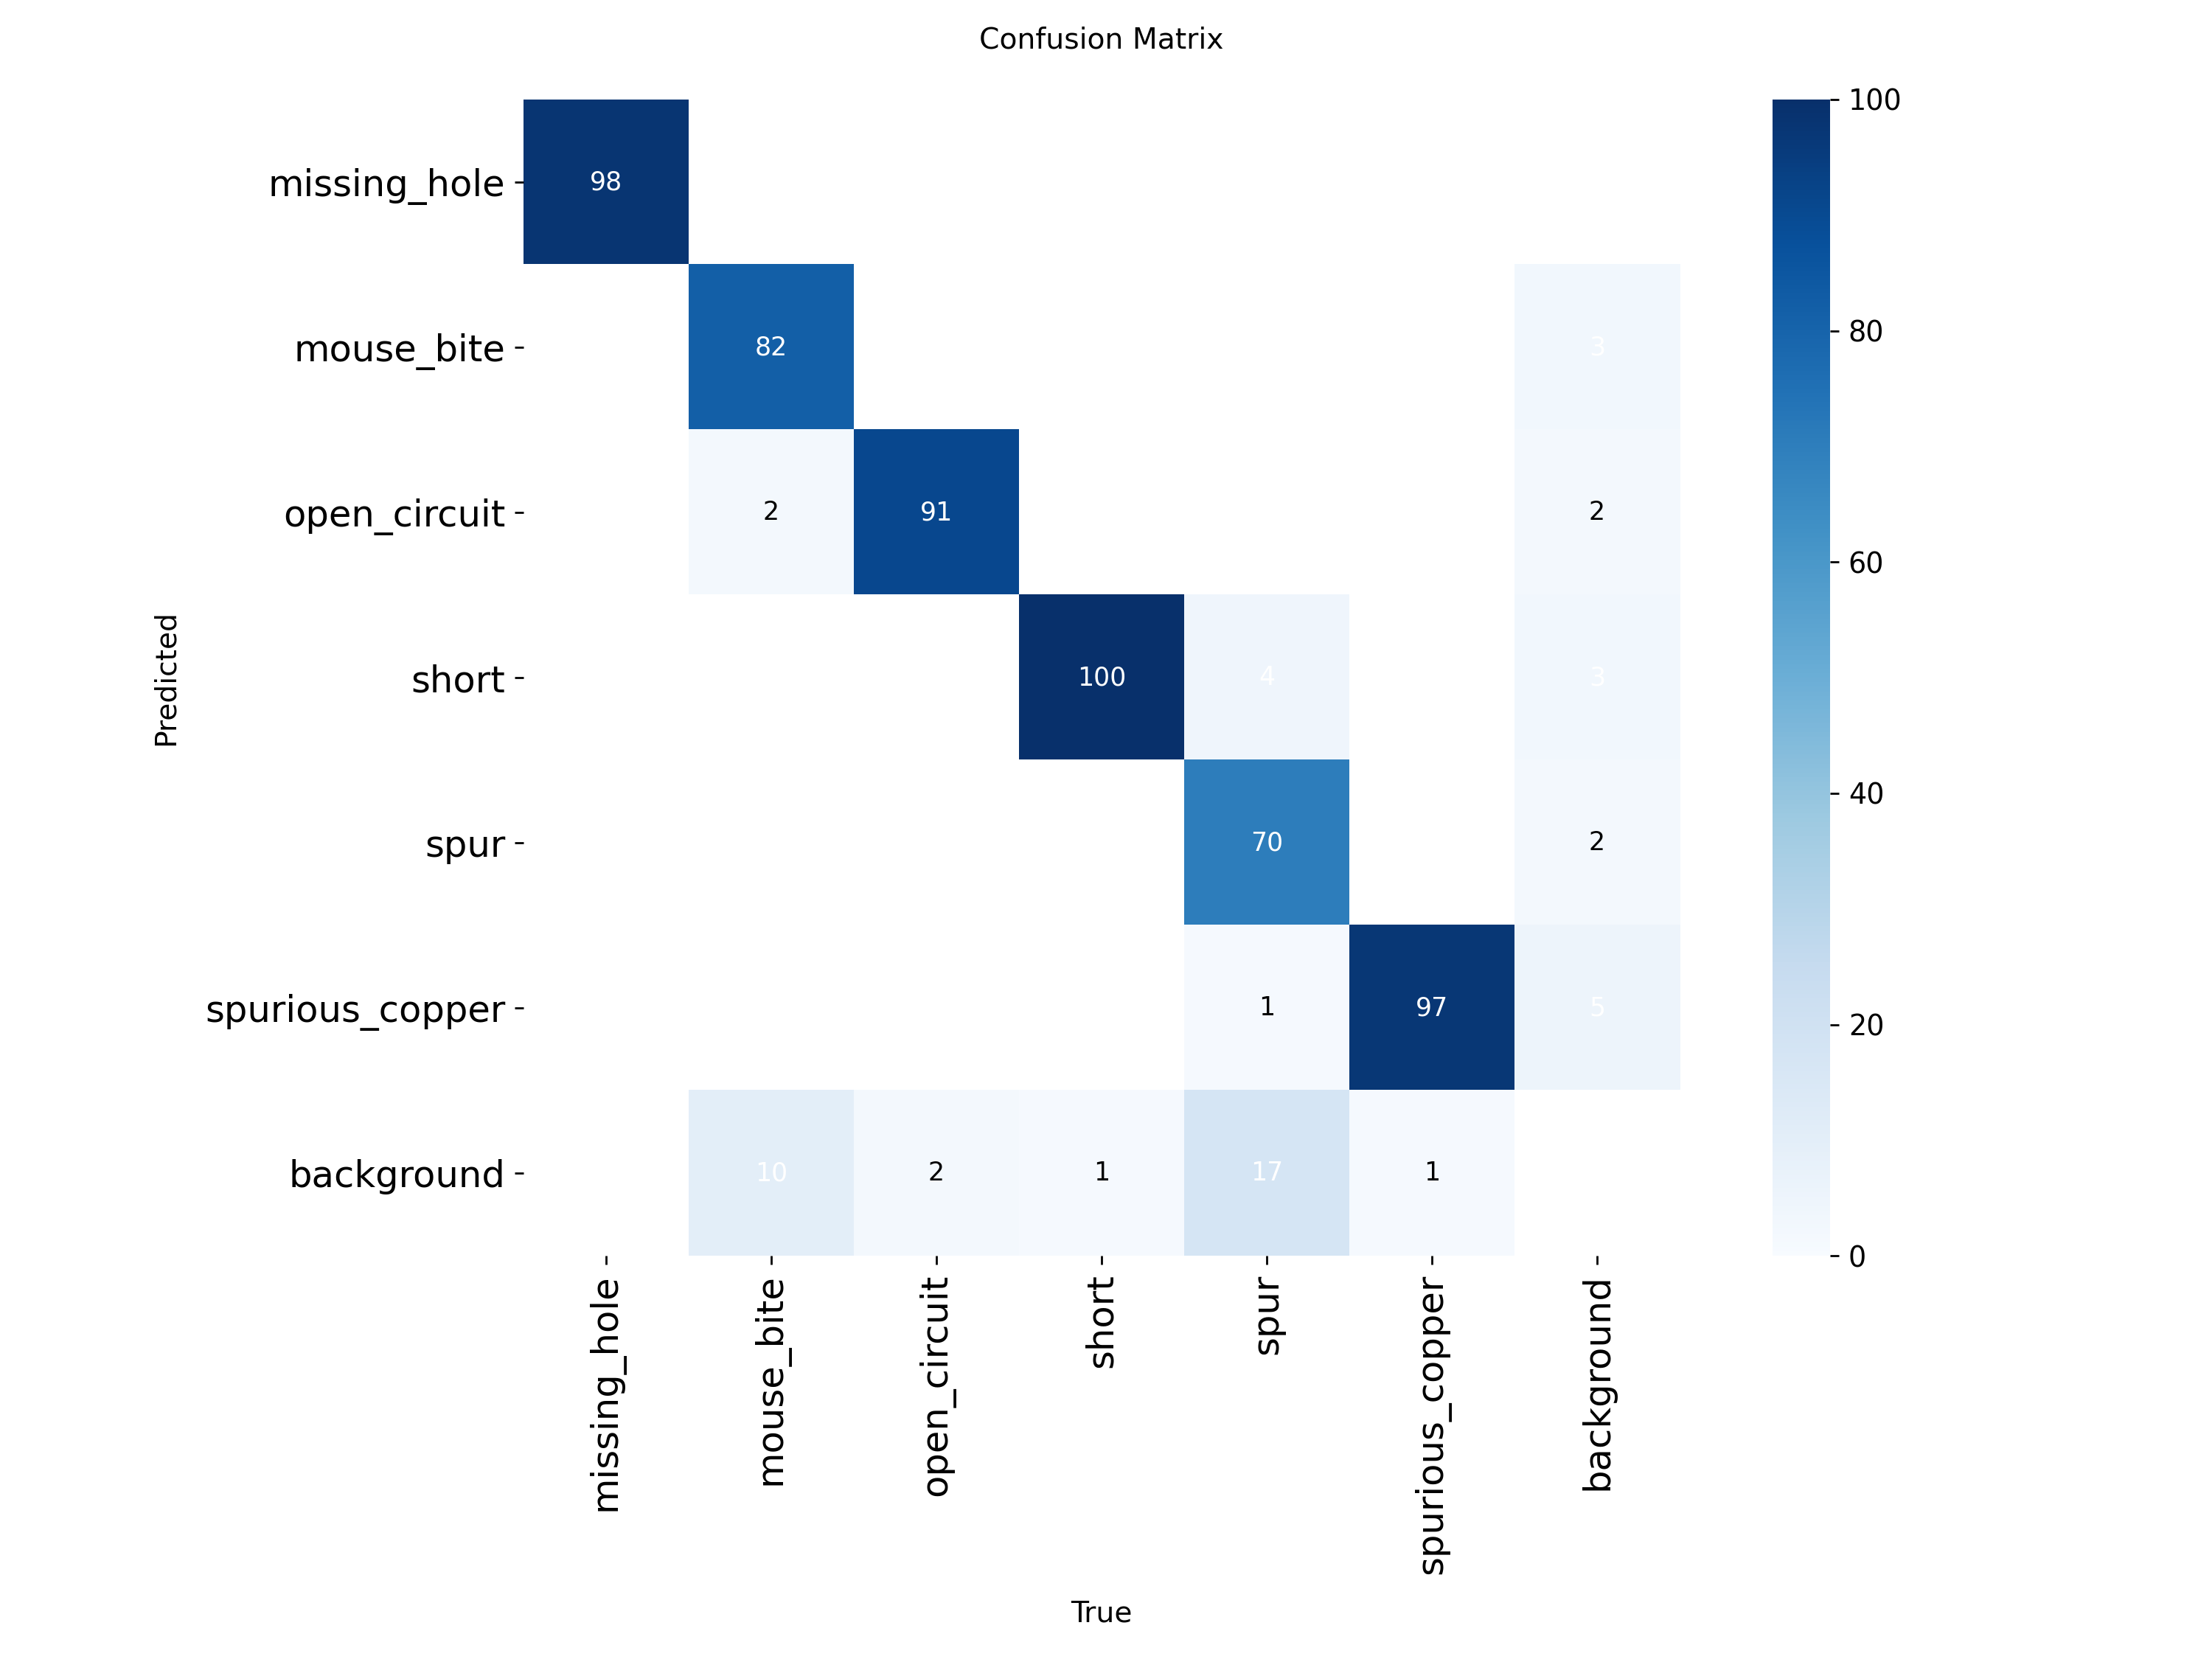 Confusion Matrix
missing_hole
98
mouse_bite
82
3
open_circuit
2
91
2
short
100
4
3
spur
70
2
spurious_copper
1
97
5
background
10
2
1
17
1
Predicted
missing_hole
mouse_bite
open_circuit
short
spur
spurious_copper
background
True
100
80
60
40
20
0